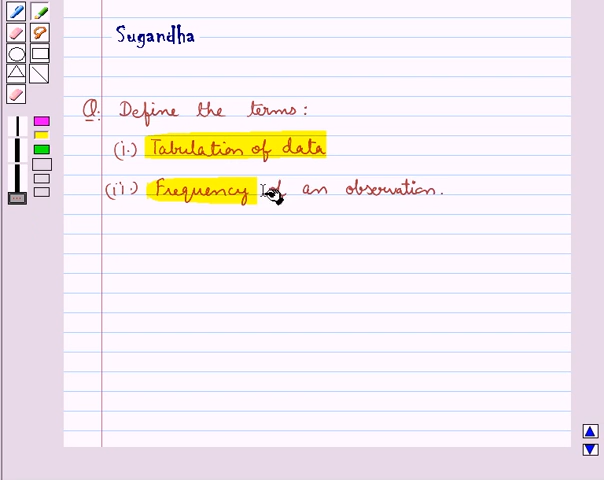 Sugandha
Q: Define the terms:
(i.) Tabulation of data
(ii.) Frequency of an observation.